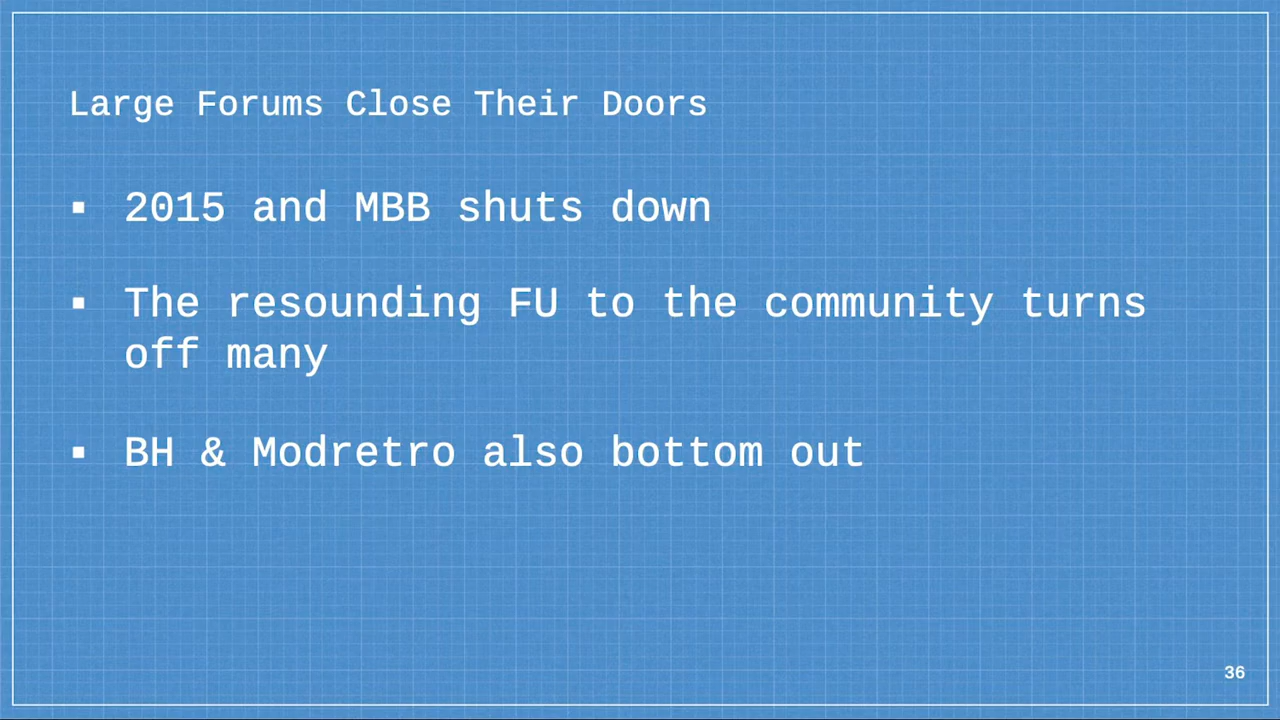 Large Forums Close Their Doors
▪ 2015 and MBB shuts down
▪ The resounding FU to the community turns
off many
▪ BH & Modretro also bottom out
36